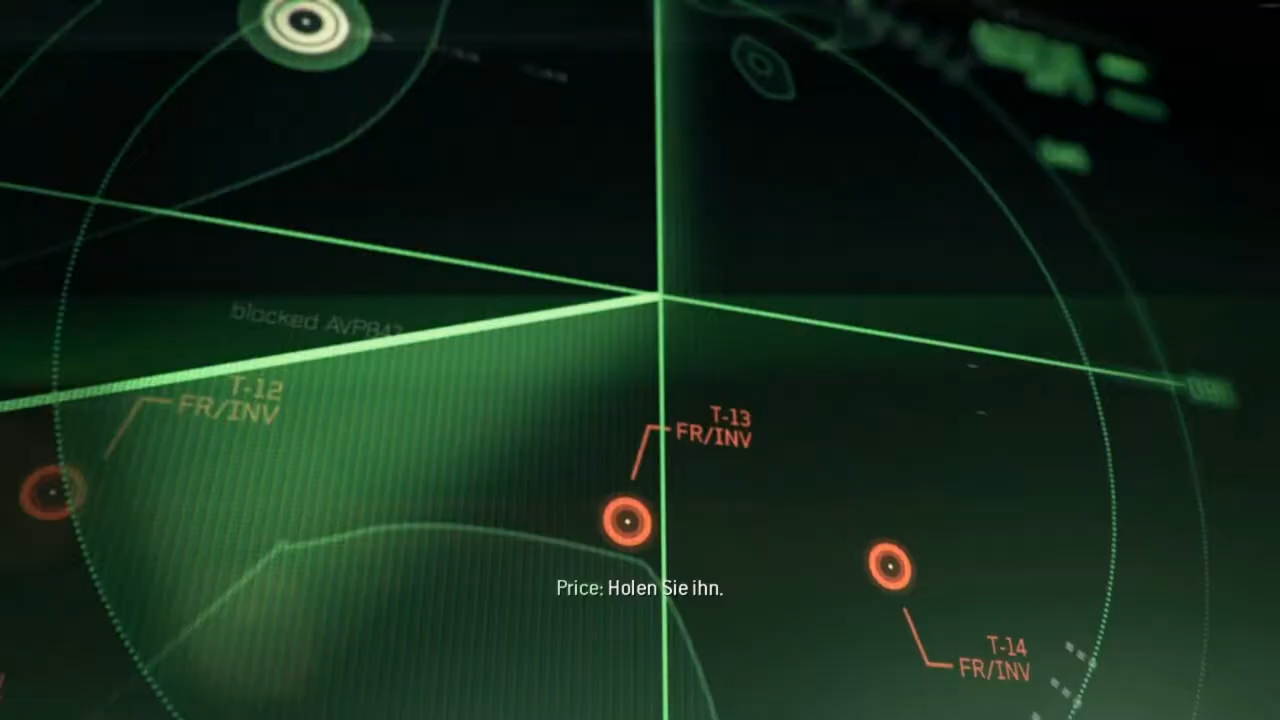 blocked AVP847
T-12
FR/INV
T-13
FR/INV
Price: Holen Sie ihn.
T-14
FR/INV